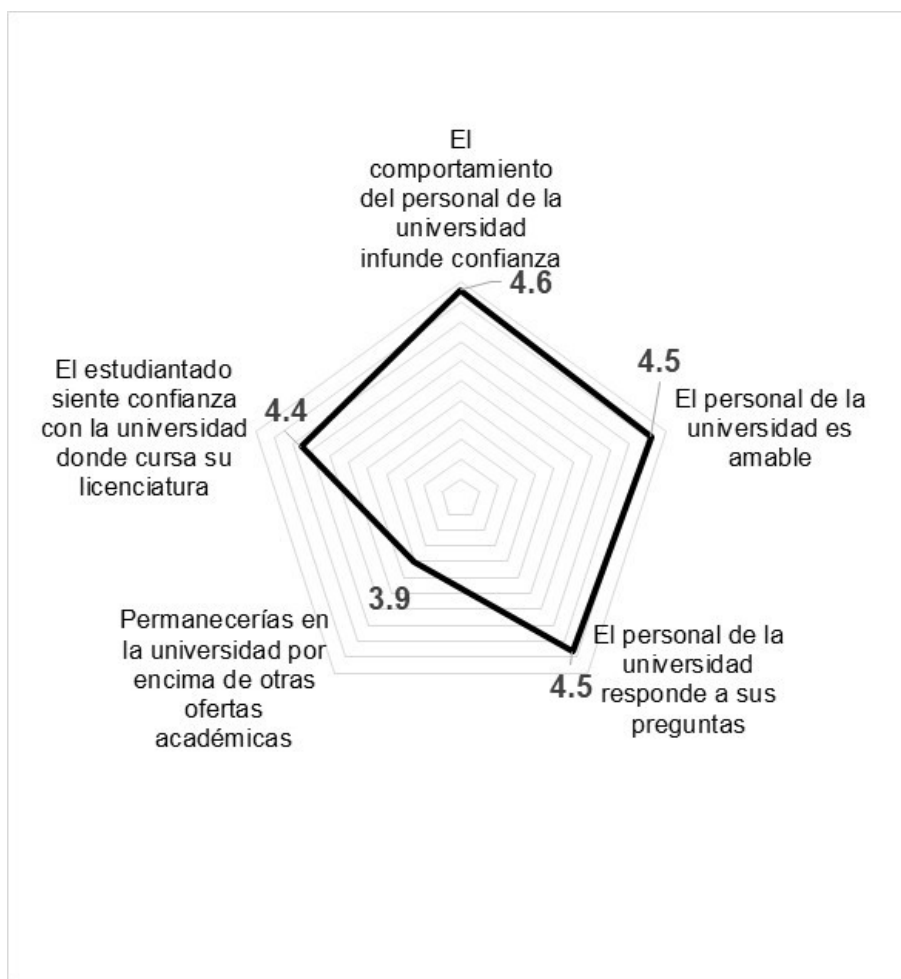 El
comportamiento
del personal de la
universidad
infunde confianza
4.6
4.5
El personal de la
universidad es
amable
El personal de la
universidad
responde a sus
preguntas
4.5
3.9
Permanecerías en
la universidad por
encima de otras
ofertas
académicas
El estudiantado
siente confianza
con la universidad
donde cursa su
licenciatura
4.4